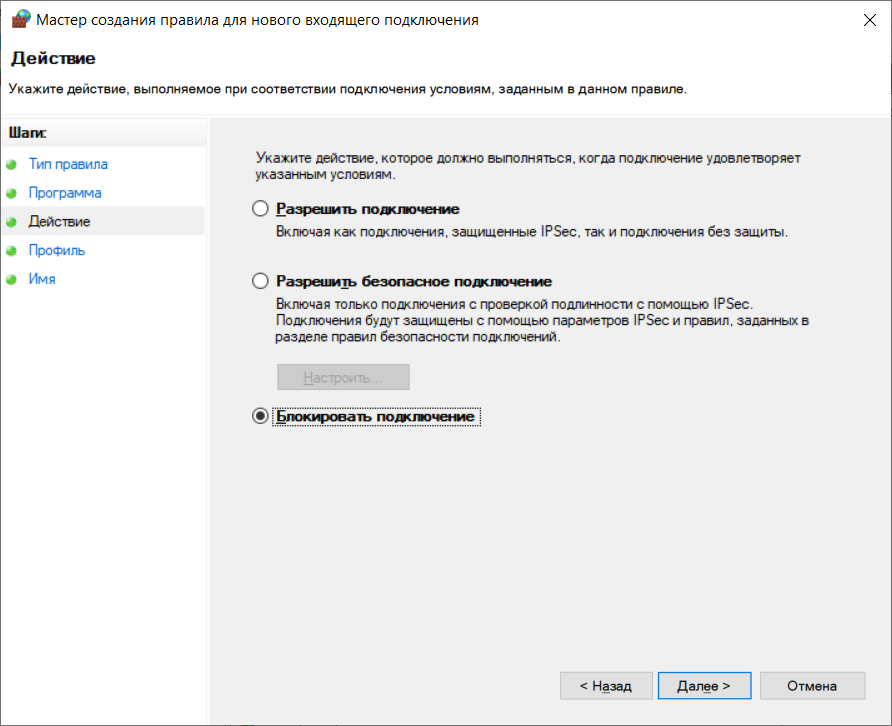 Мастер создания правила для нового входящего подключения
Действие
Укажите действие, выполняемое при соответствии подключения условиям, заданным в данном правиле.
Шаги:
Тип правила
Программа
Действие
Профиль
Имя
Укажите действие, которое должно выполняться, когда подключение удовлетворяет
указанным условиям.
Разрешить подключение
Включая как подключения, защищенные IPSec, так и подключения без защиты.
Разрешить безопасное подключение
Включая только подключения с проверкой подлинности с помощью IPSec.
Подключения будут защищены с помощью параметров IPSec и правил, заданных в
разделе правил безопасности подключений.
Настроить...
Блокировать подключение
< Назад
Далее >
Отмена